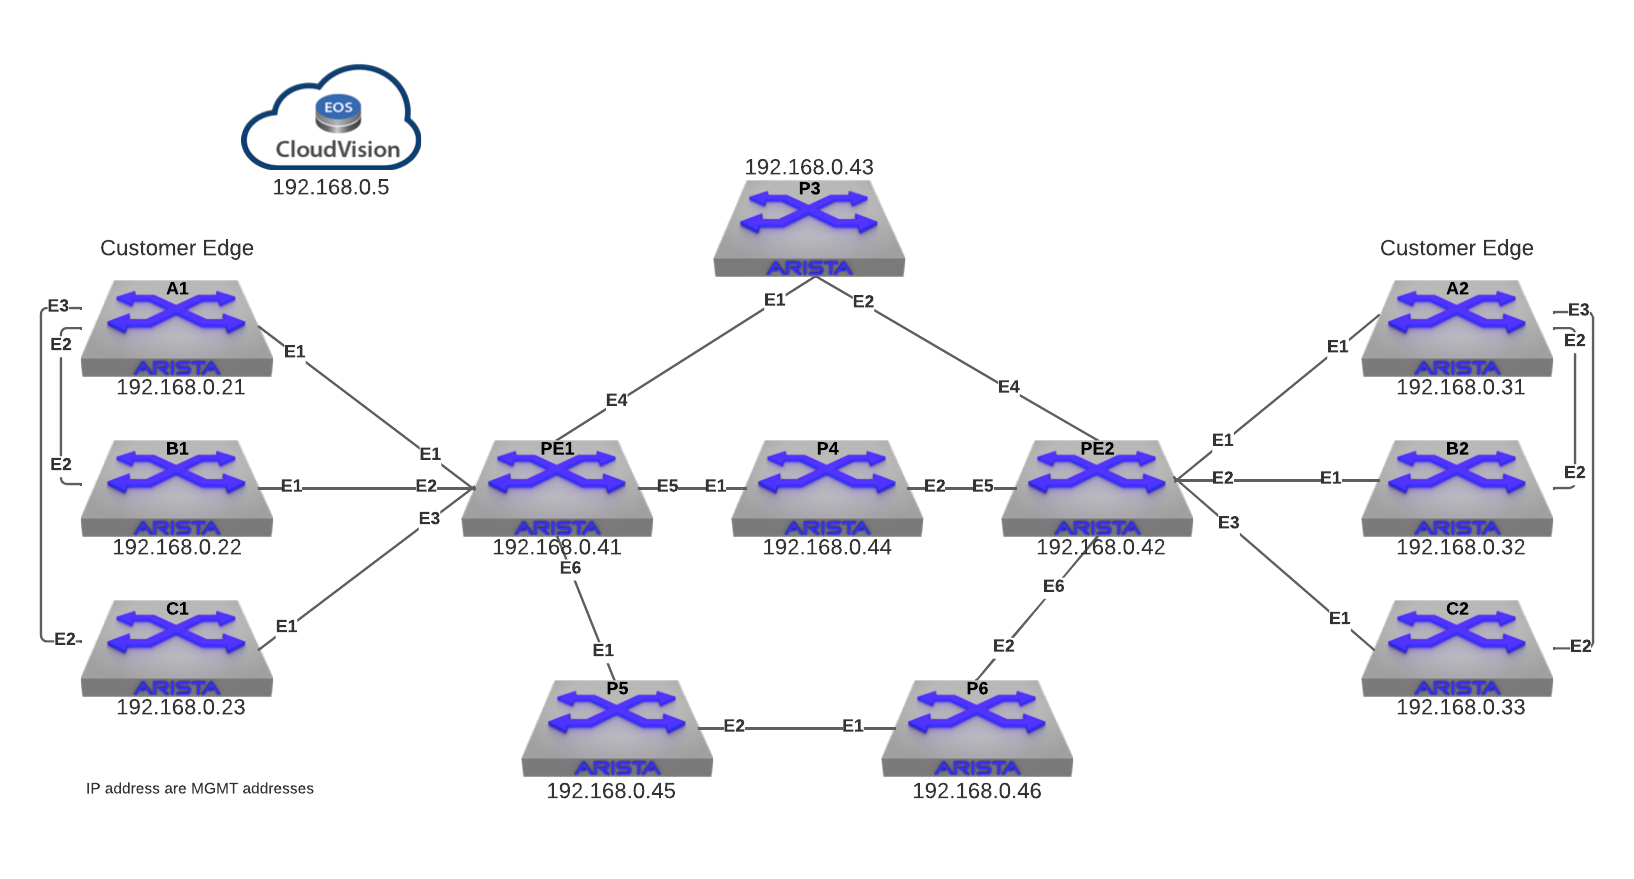 EOS
CloudVision
192.168.0.5
192.168.0.43
P3
ARISTA
E1
E2
E4
E4
Customer Edge
A1
ARISTA
192.168.0.21
E3
E2
E1
B1
ARISTA
192.168.0.22
E2
E1
C1
ARISTA
192.168.0.23
E2
E1
E1
E2
E3
PE1
ARISTA
192.168.0.41
E5
E6
E1
P4
ARISTA
192.168.0.44
E2
E5
PE2
ARISTA
192.168.0.42
E6
E1
E2
E3
Customer Edge
A2
ARISTA
192.168.0.31
E1
E3
E2
B2
ARISTA
192.168.0.32
E1
E2
C2
ARISTA
192.168.0.33
E1
E2
E1
P5
ARISTA
192.168.0.45
E2
E1
E2
P6
ARISTA
192.168.0.46
IP address are MGMT addresses